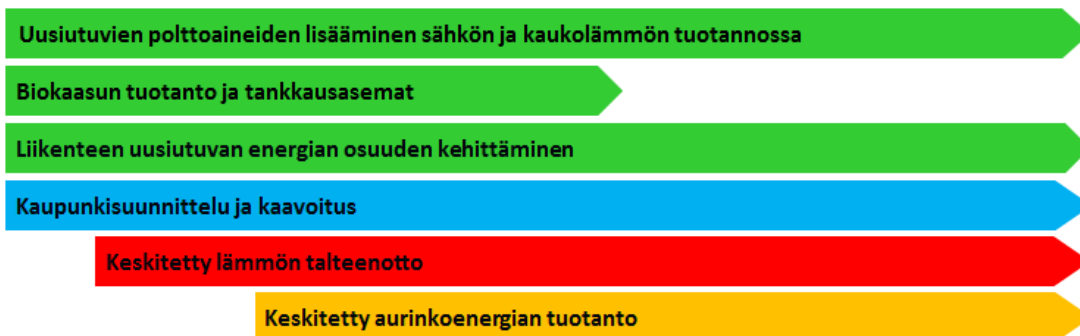 Uusiutuvien polttoaineiden lisääminen sähkön ja kaukolämmön tuotannossa
Biokaasun tuotanto ja tankkausasemat
Liikenteen uusiutuvan energian osuuden kehittäminen
Kaupunkisuunnittelu ja kaavoitus
Keskitetty lämmön talteenotto
Keskitetty aurinkoenergian tuotanto